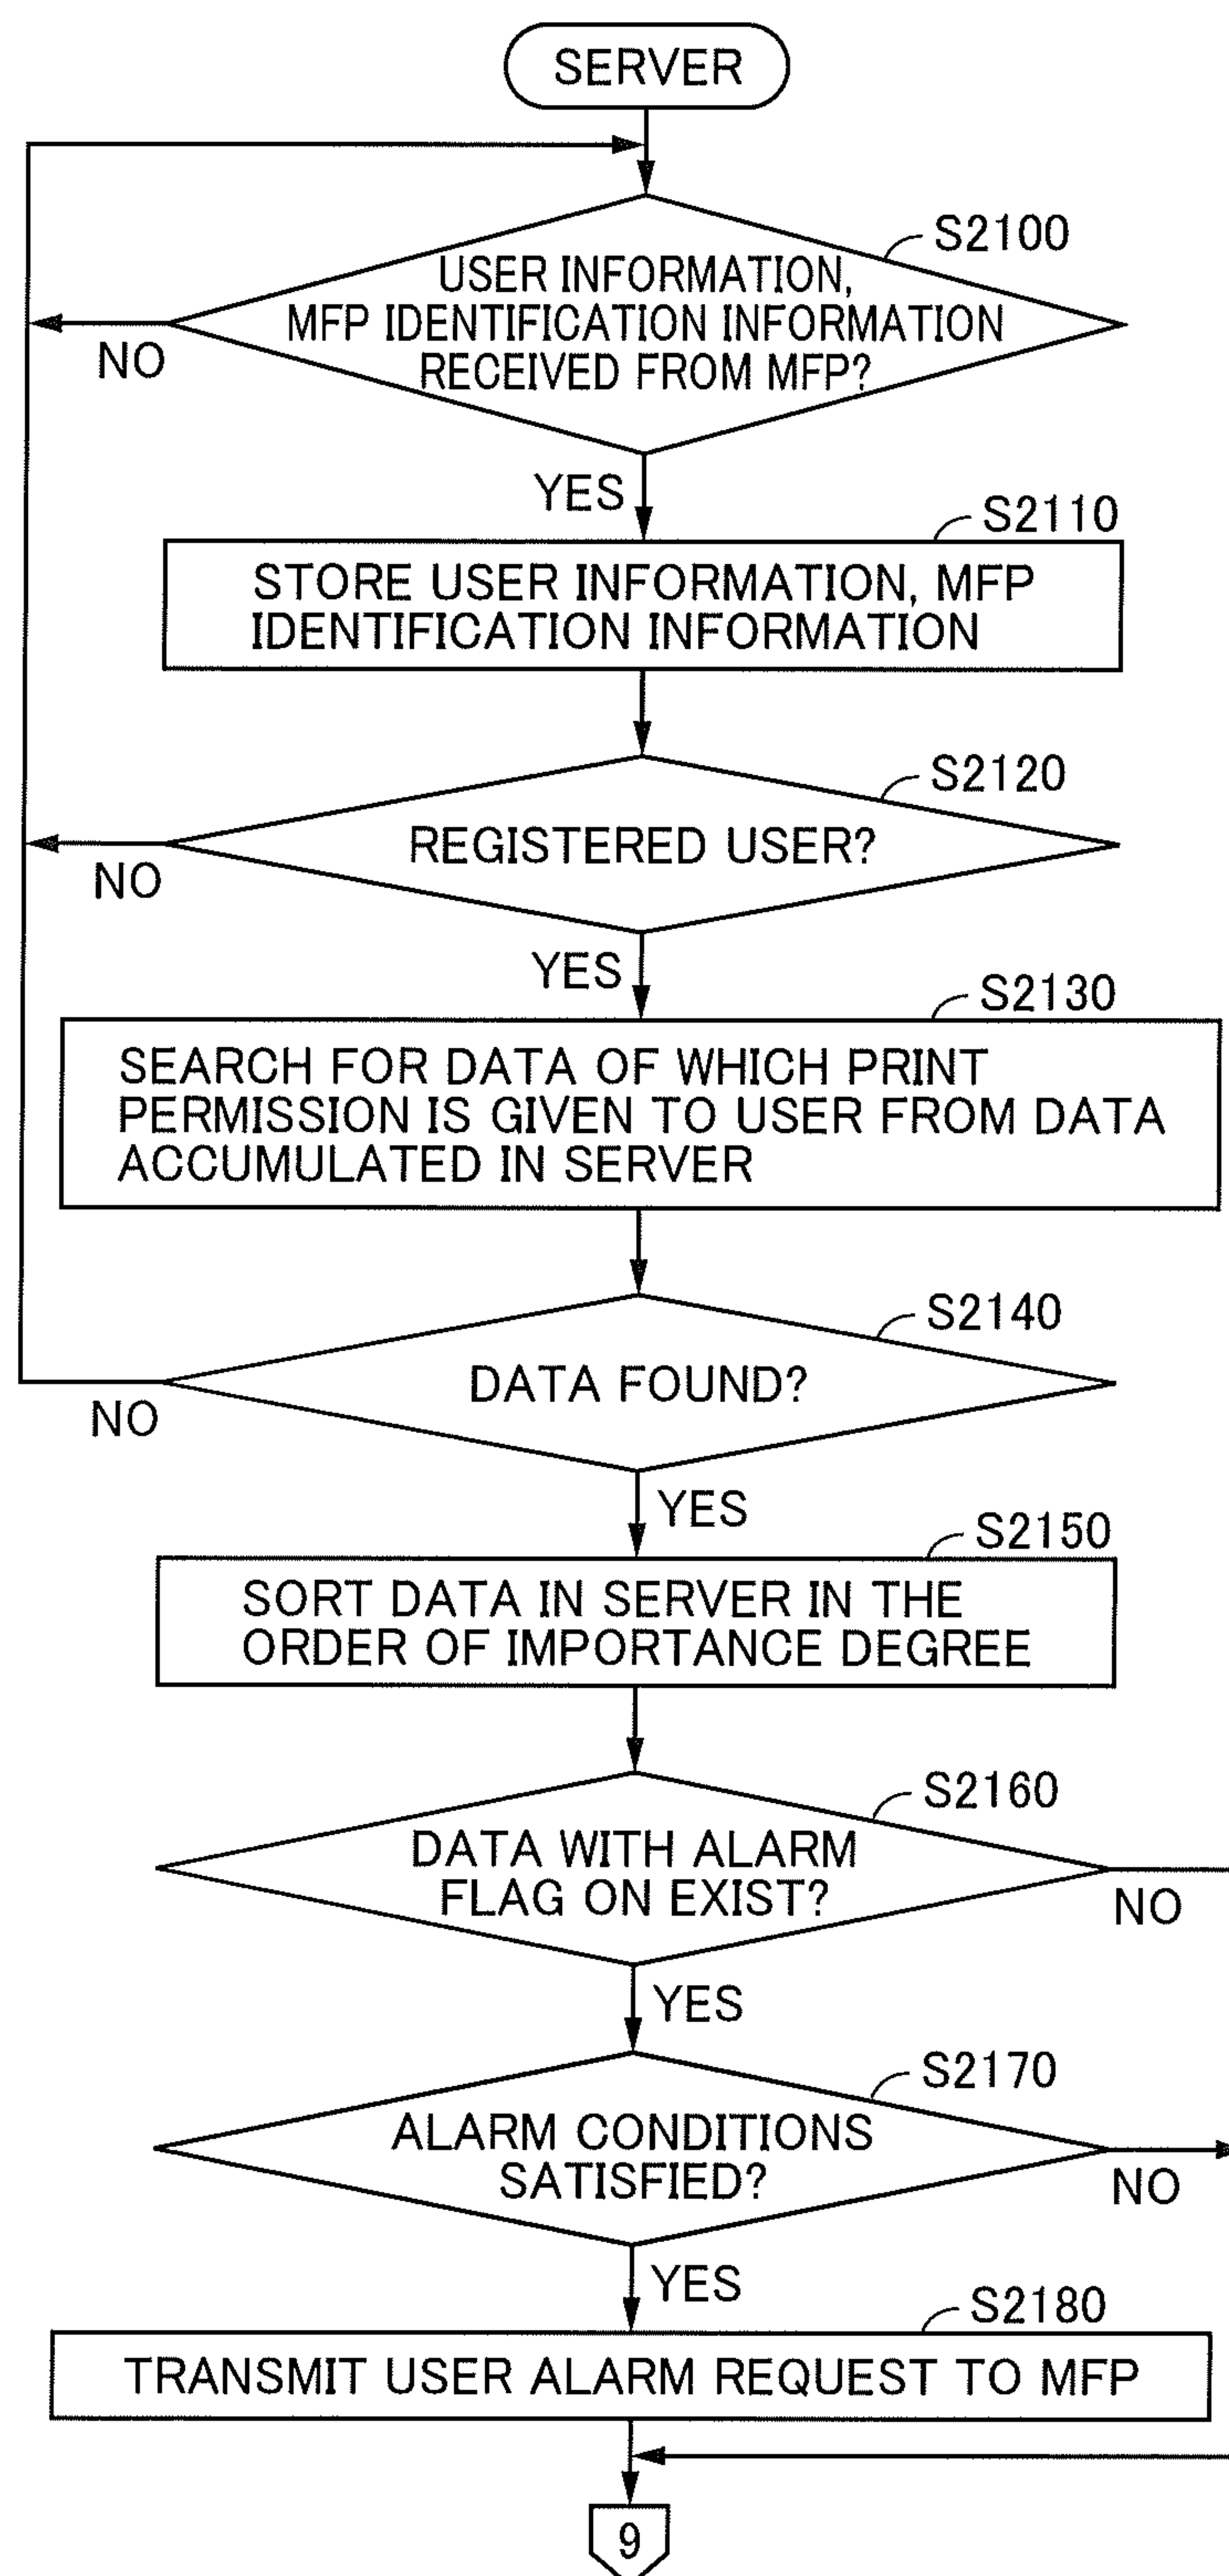 SERVER
S2100
USER INFORMATION,
MFP IDENTIFICATION INFORMATION
RECEIVED FROM MFP?
NO
YES
S2110
STORE USER INFORMATION, MFP
IDENTIFICATION INFORMATION
S2120
REGISTERED USER?
NO
YES
S2130
SEARCH FOR DATA OF WHICH PRINT
PERMISSION IS GIVEN TO USER FROM DATA
ACCUMULATED IN SERVER
S2140
DATA FOUND?
NO
YES
S2150
SORT DATA IN SERVER IN THE
ORDER OF IMPORTANCE DEGREE
S2160
DATA WITH ALARM
FLAG ON EXIST?
NO
YES
S2170
ALARM CONDITIONS
SATISFIED?
NO
YES
S2180
TRANSMIT USER ALARM REQUEST TO MFP
9